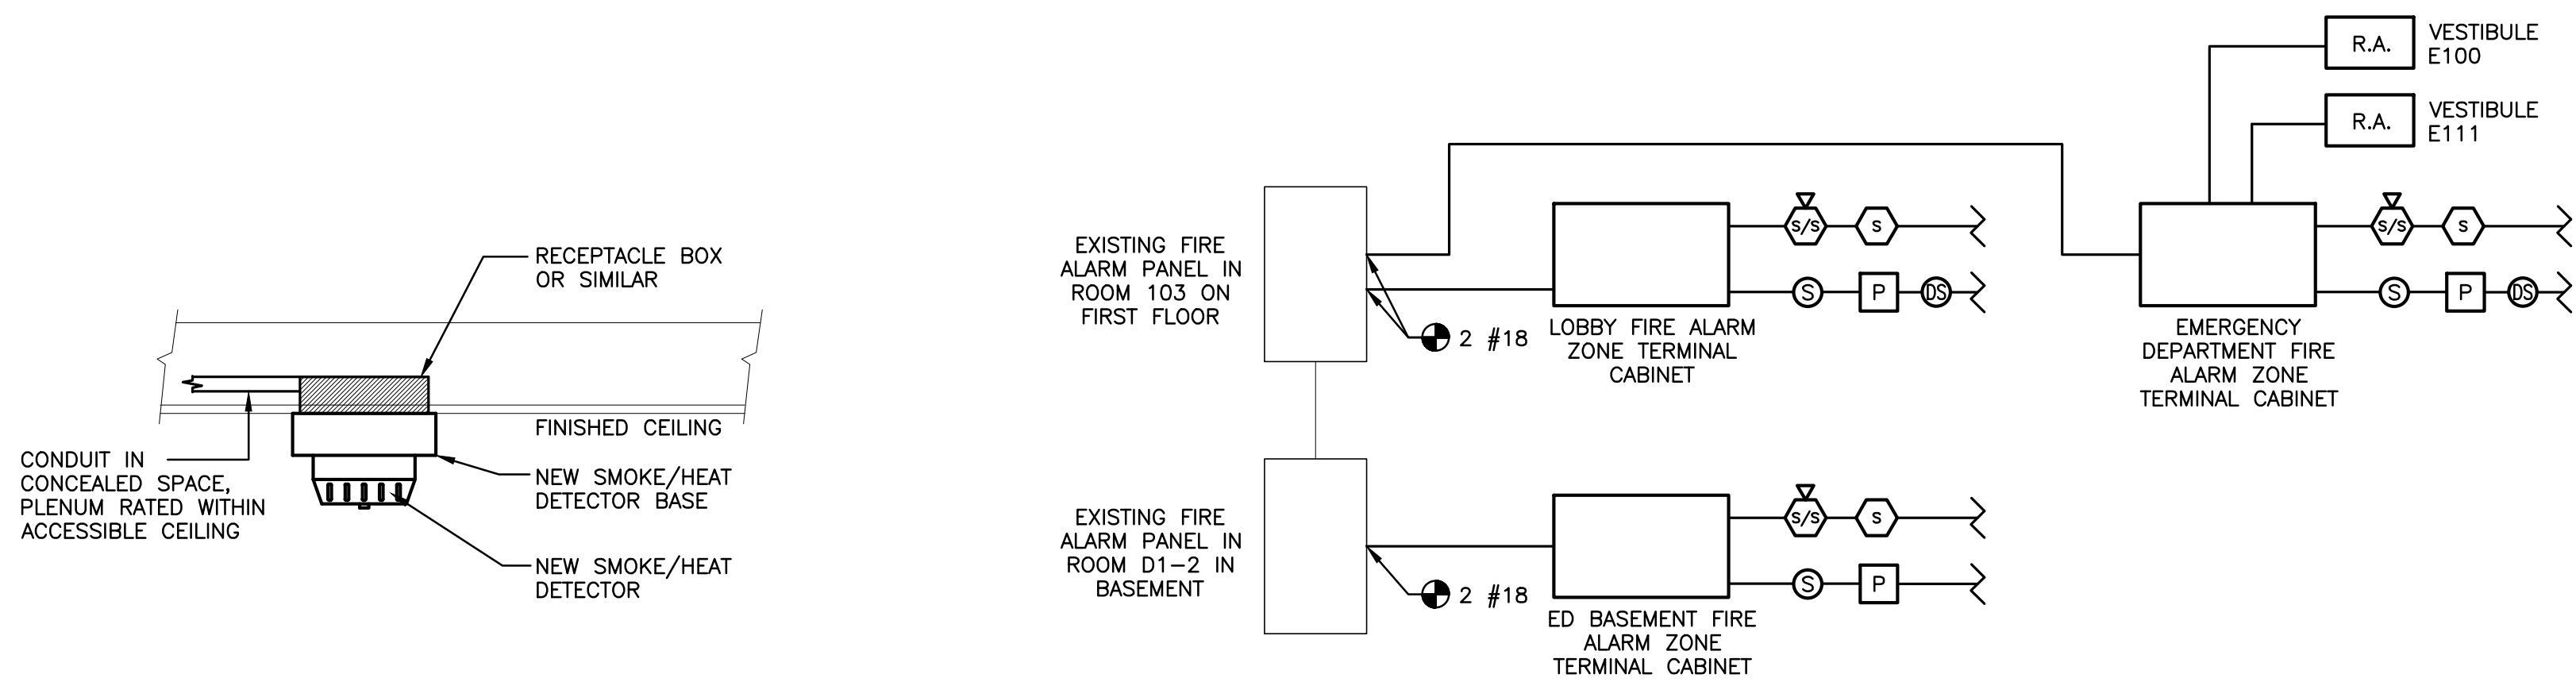 RECEPTACLE BOX
OR SIMILAR
FINISHED CEILING
CONDUIT IN
CONCEALED SPACE,
PLENUM RATED WITHIN
ACCESSIBLE CEILING
NEW SMOKE/HEAT
DETECTOR BASE
NEW SMOKE/HEAT
DETECTOR
R.A.
VESTIBULE
E100
R.A.
VESTIBULE
E111
EXISTING FIRE
ALARM PANEL IN
ROOM 103 ON
FIRST FLOOR
2 #18
S/S
S
S
P
DS
LOBBY FIRE ALARM
ZONE TERMINAL
CABINET
S/S
S
S
P
DS
EMERGENCY
DEPARTMENT FIRE
ALARM ZONE
TERMINAL CABINET
EXISTING FIRE
ALARM PANEL IN
ROOM D1-2 IN
BASEMENT
2 #18
S/S
S
S
P
ED BASEMENT FIRE
ALARM ZONE
TERMINAL CABINET